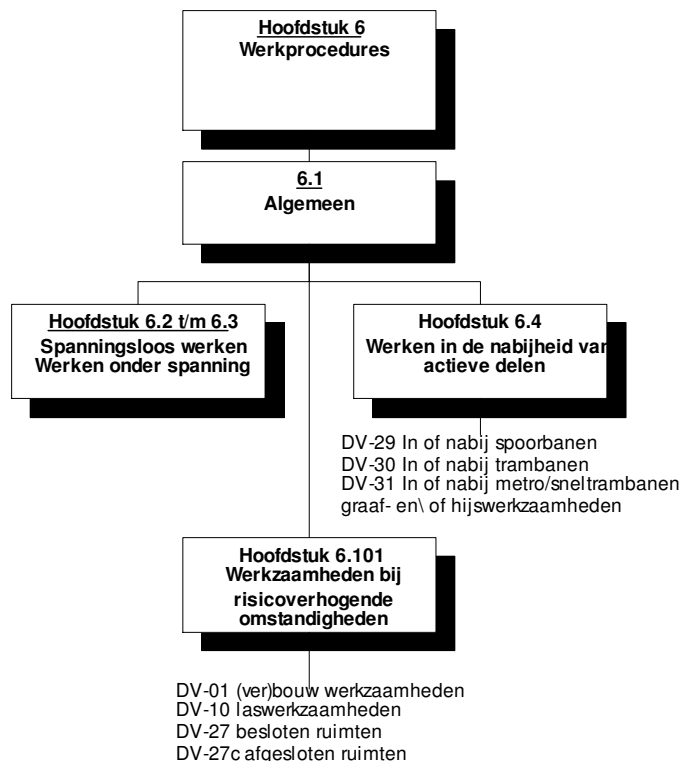 Hoofdstuk 6
Werkprocedures
6.1
Algemeen
Hoofdstuk 6.2 t/m 6.3
Spanningsloos werken
Werken onder spanning
Hoofdstuk 6.4
Werken in de nabijheid van
actieve delen
DV-29 In of nabij spoorbanen
DV-30 In of nabij trambanen
DV-31 In of nabij metro/sneltrambanen
graaf- en\ of hijswerkzaamheden
Hoofdstuk 6.101
Werkzaamheden bij
risicoverhogende
omstandigheden
DV-01 (ver)bouw werkzaamheden
DV-10 laswerkzaamheden
DV-27 besloten ruimten
DV-27c afgesloten ruimten